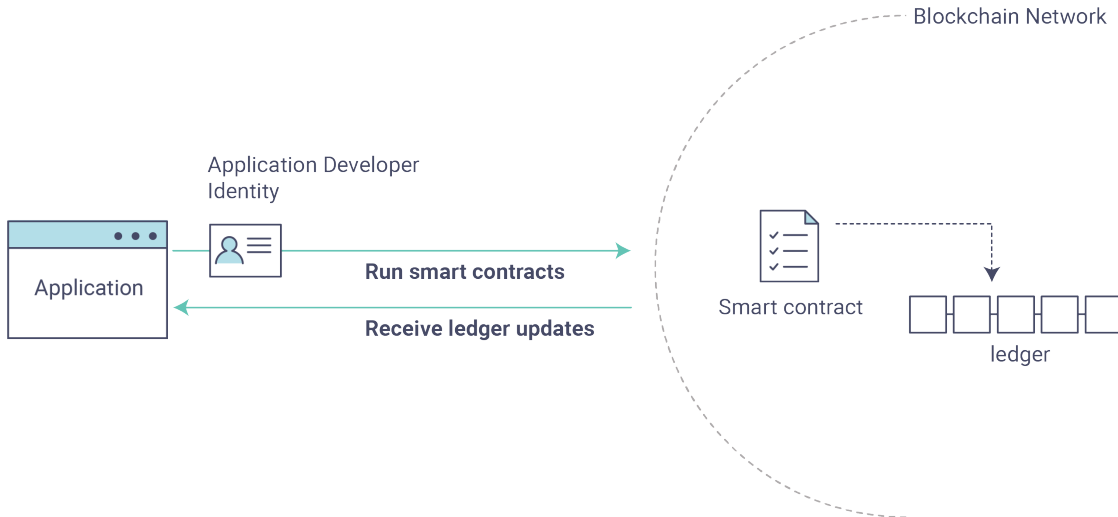 Blockchain Network
Application Developer
Identity
Application
Run smart contracts
Receive ledger updates
Smart contract
ledger